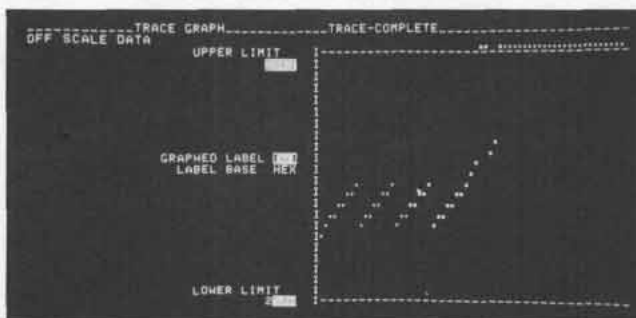 TRACE GRAPH TRACE-COMPLETE
OFF SCALE DATA
UPPER LIMIT
GRAPHED LABEL
LABEL BASE HEX
LOWER LIMIT